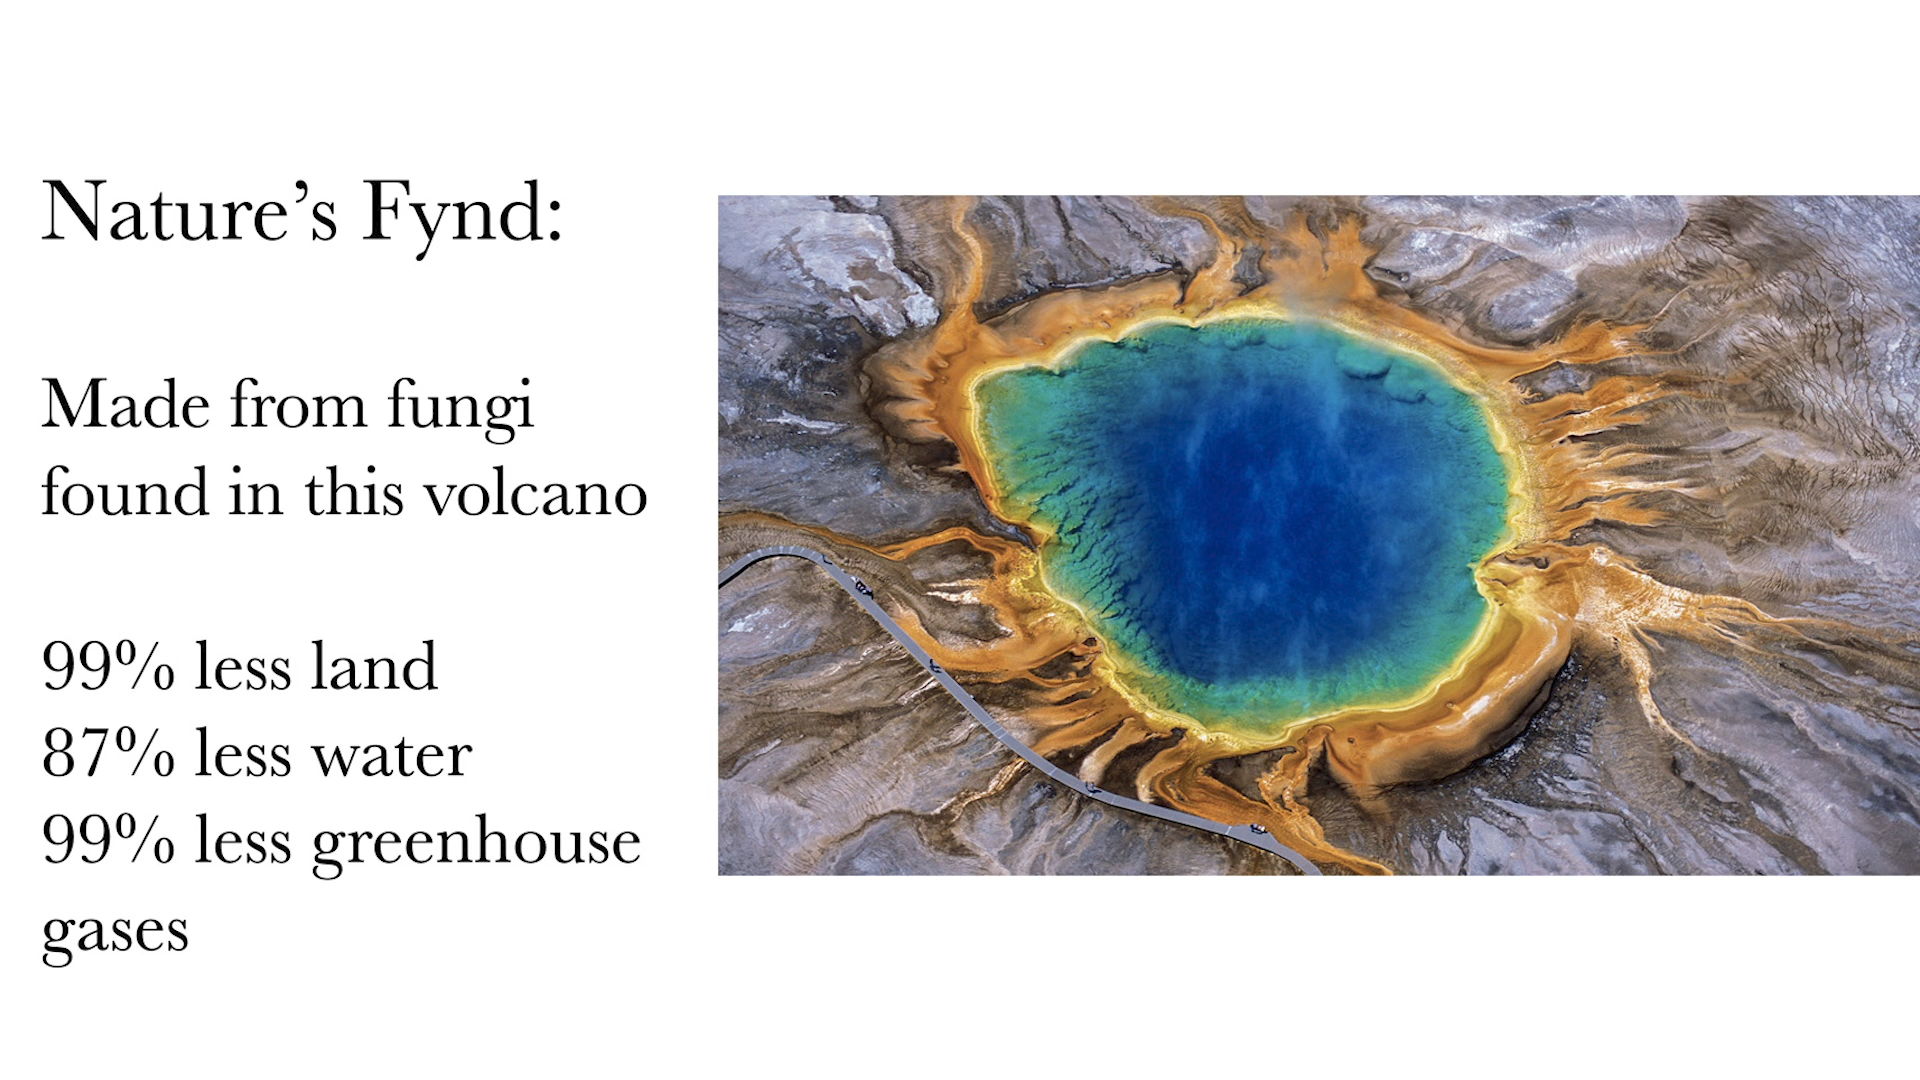 Nature’s Fynd:
Made from fungi
found in this volcano
99% less land
87% less water
99% less greenhouse
gases